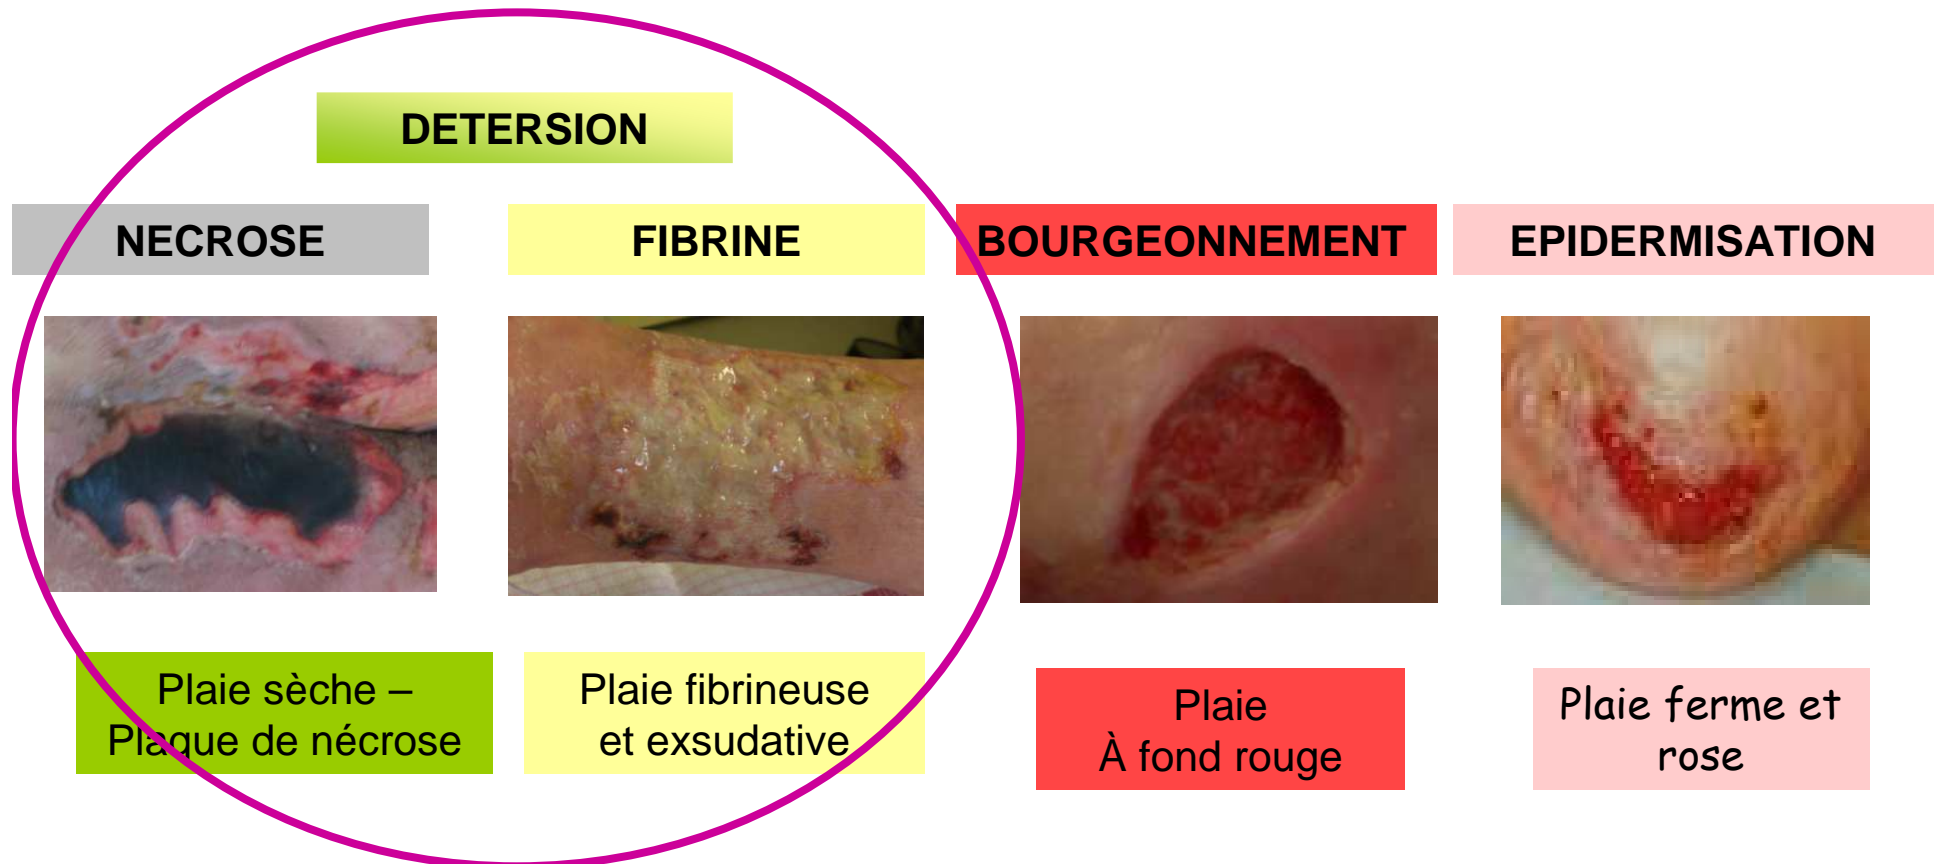 DETERSION
NECROSE
FIBRINE
BOURGEONNEMENT
EPIDERMISATION
Plaie sèche –
Plaque de nécrose
Plaie fibrineuse
et exsudative
Plaie
À fond rouge
Plaie ferme et
rose